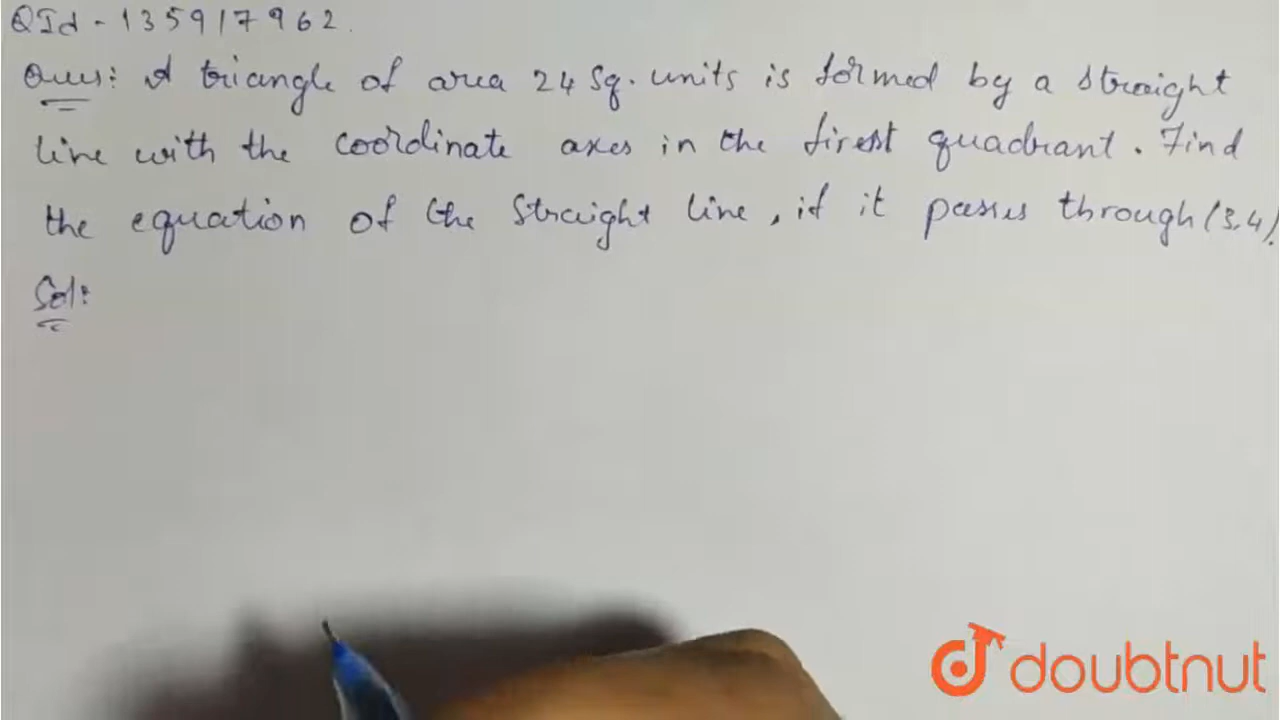 QId - 135917962.
Ques: A triangle of area 24 Sq. units is formed by a straight
line with the coordinate axes in the firest quadrant. Find
the equation of the straight line, if it passes through (3,4).
Sol:
doubtnut